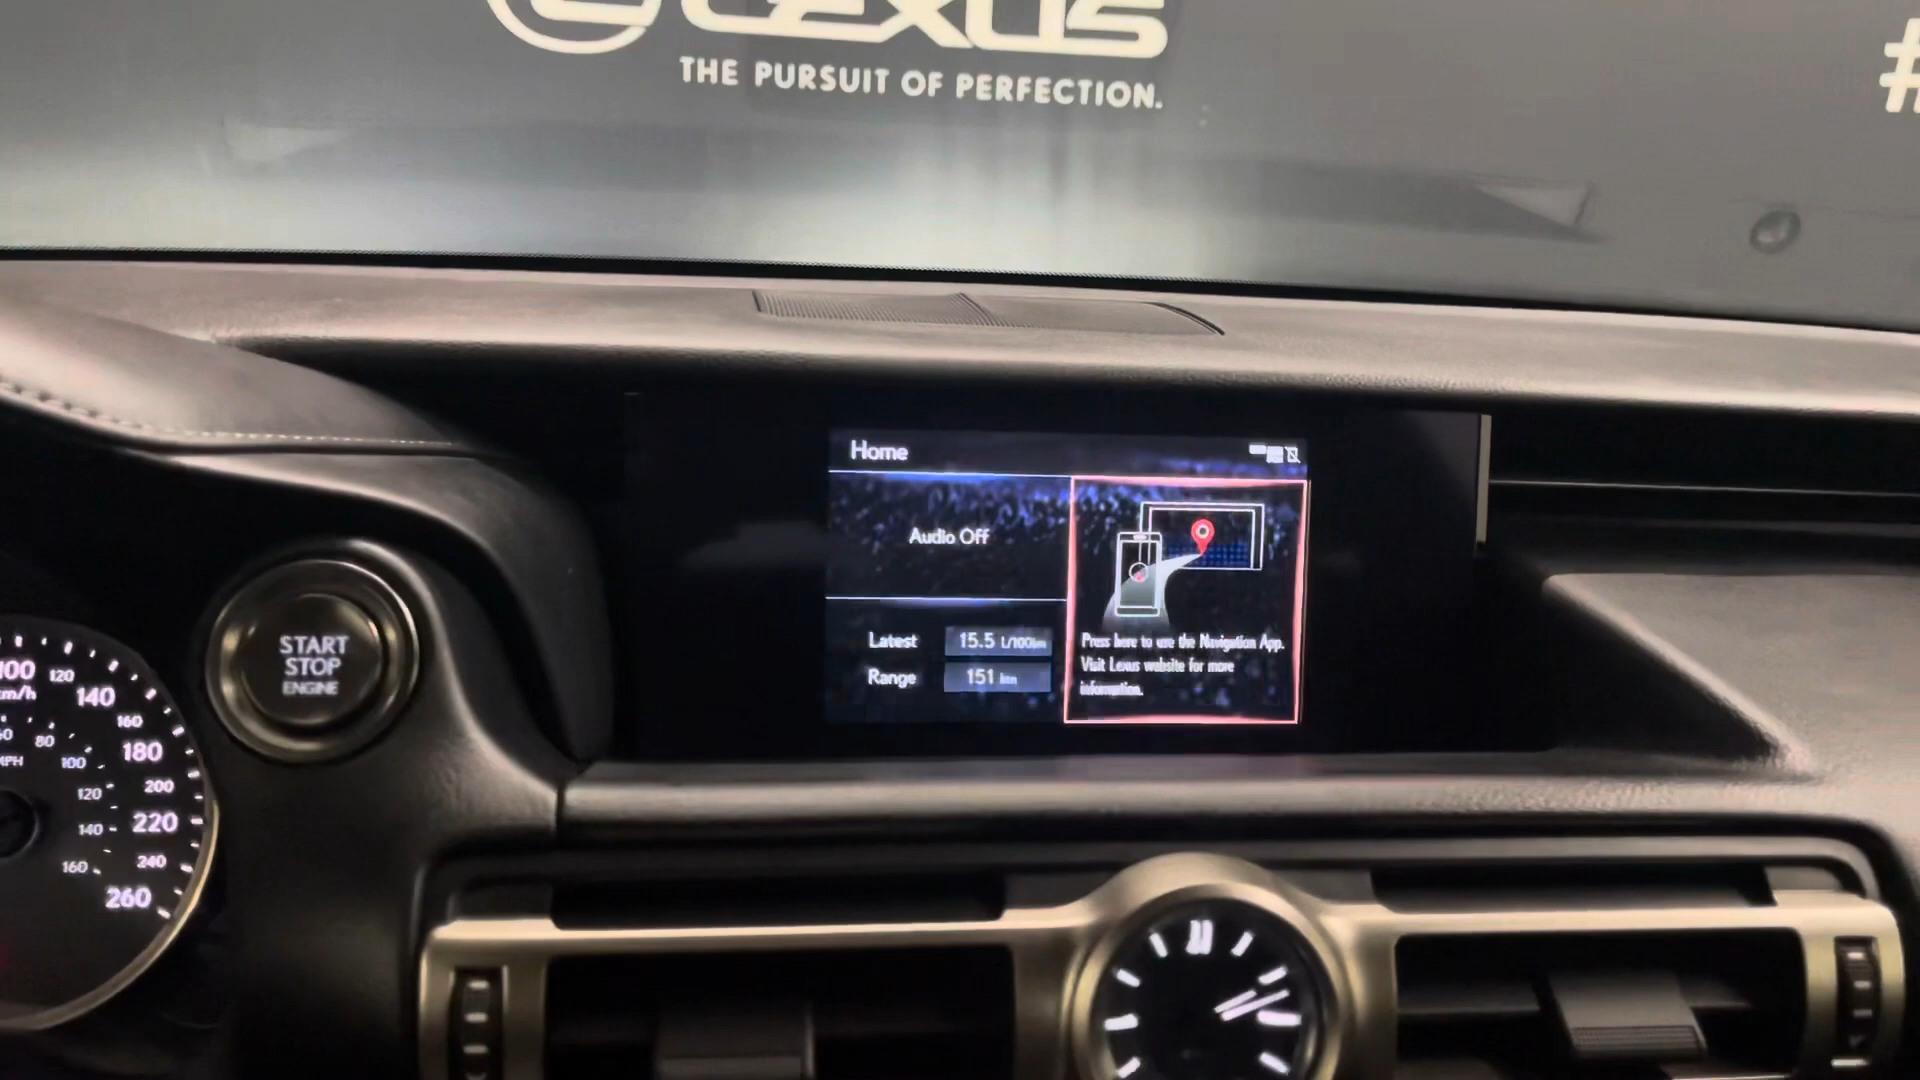 LEXUS
THE PURSUIT OF PERFECTION.
#
Home
Audio Off
Latest 15.5 L/100km
Range 151 km
Press here to use the Navigation App.
Visit Lexus website for more
information.
START
STOP
ENGINE
100
km/h
120
140
160
180
200
220
240
260
80
MPH
100
120
140
160